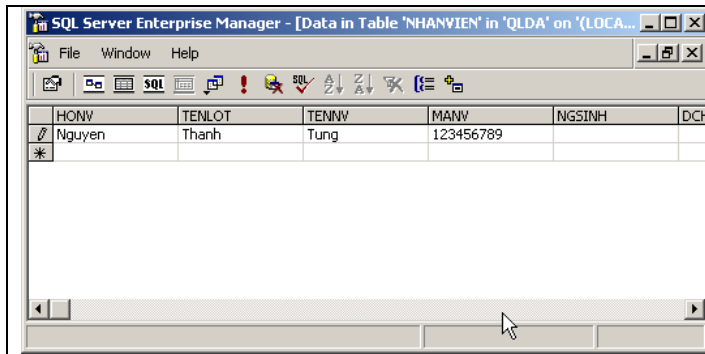 SQL Server Enterprise Manager - [Data in Table 'NHANVIEN' in 'QLDA' on '(LOCA...
File Window Help
SQL SQL A Z Z A
HONV TENLOT TENNV MANV NGSINH DCH
Nguyen Thanh Tung 123456789